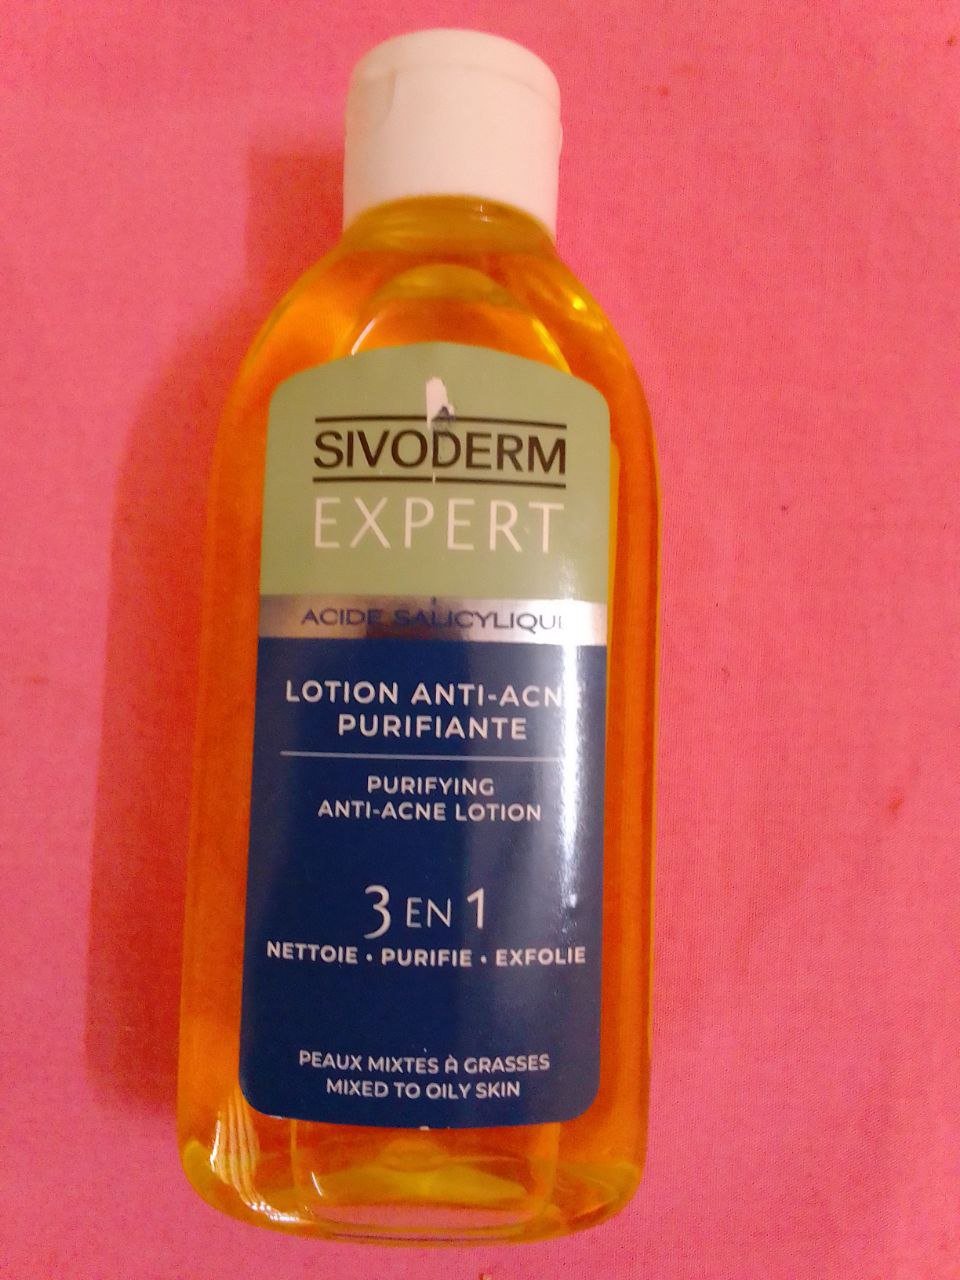 SIVODERM
EXPERT
ACIDE SALICYLIQUE
LOTION ANTI-ACNE
PURIFIANTE
PURIFYING
ANTI-ACNE LOTION
3 EN 1
NETTOIE • PURIFIE • EXFOLIE
PEAUX MIXTES À GRASSES
MIXED TO OILY SKIN